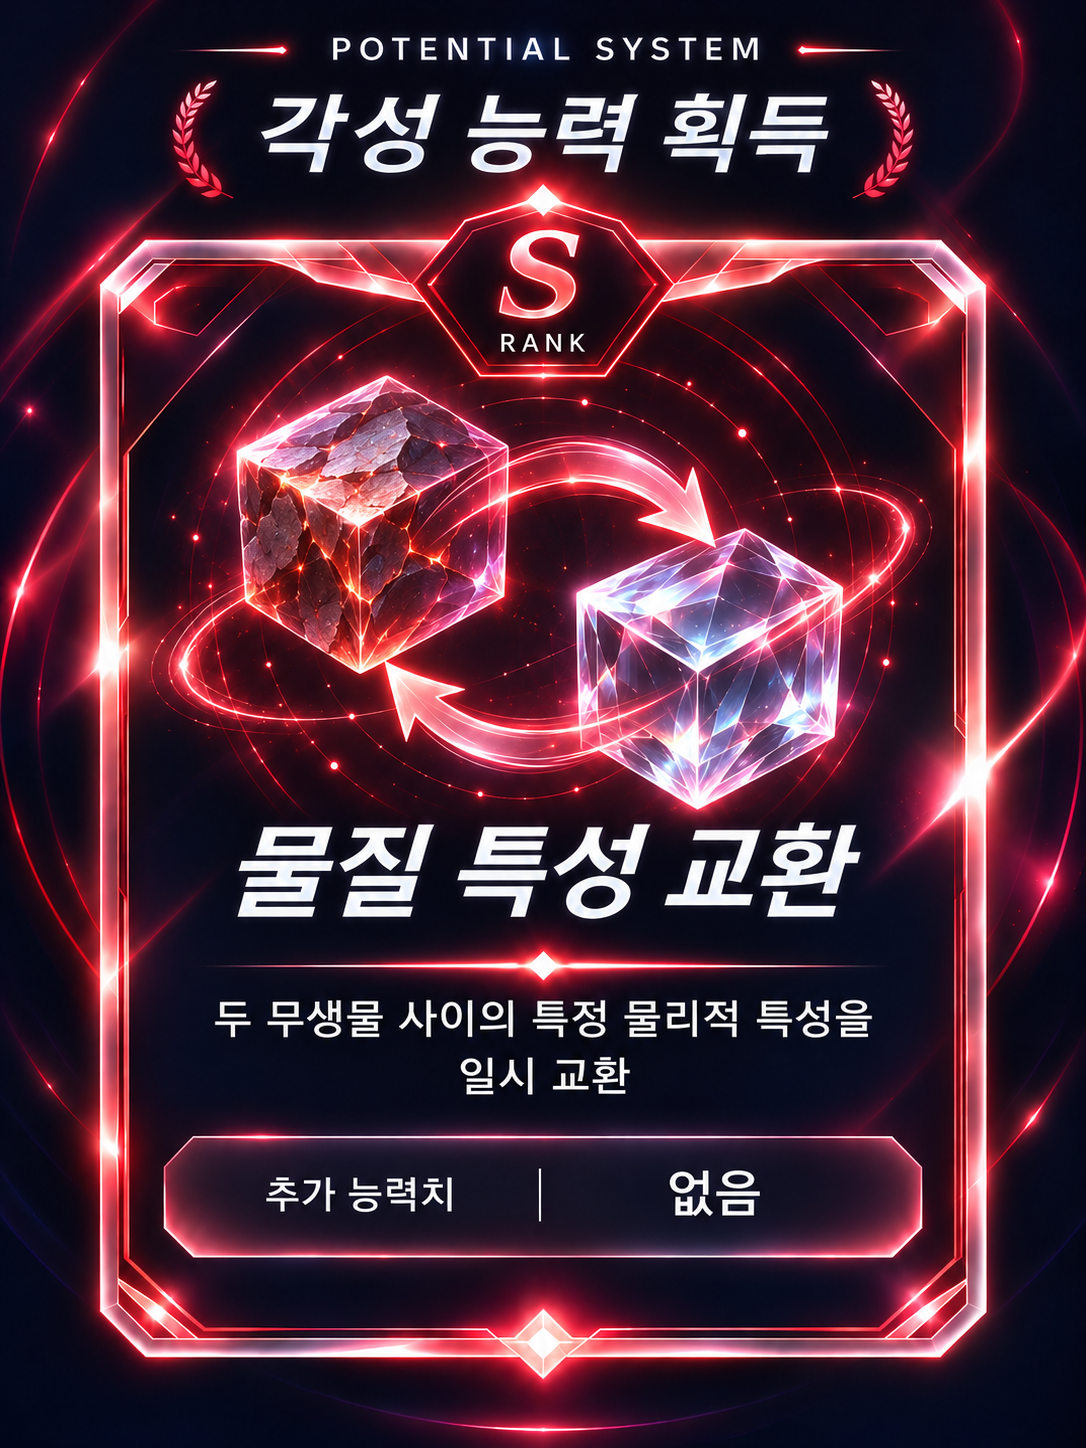 POTENTIAL SYSTEM
각성 능력 획득
S
RANK
물질 특성 교환
두 무생물 사이의 특정 물리적 특성을
일시 교환
추가 능력치 | 없음